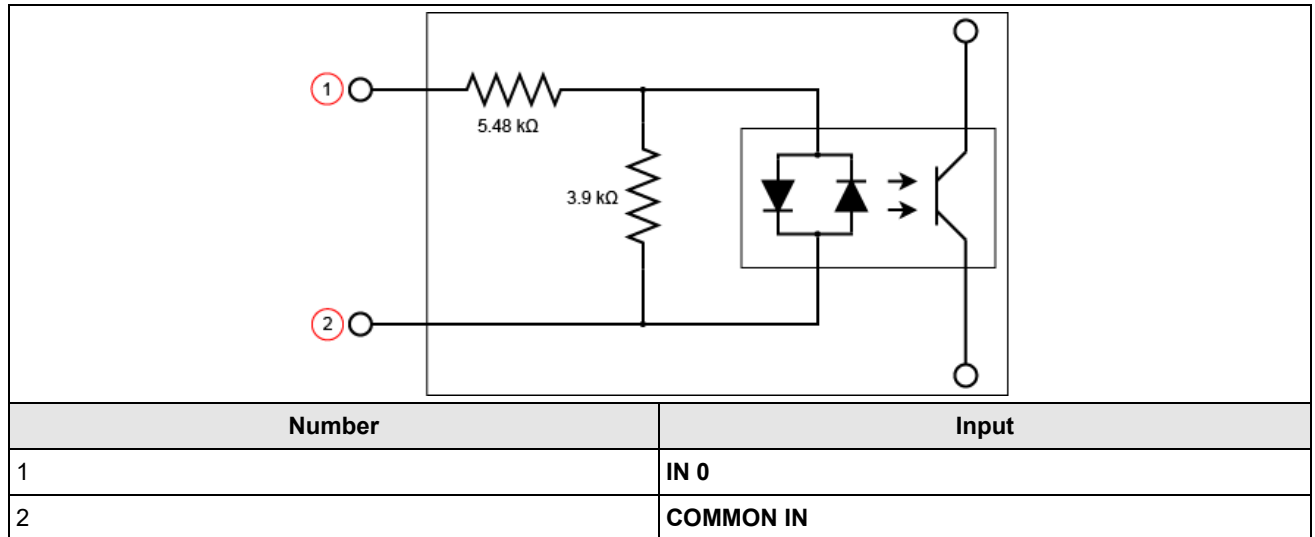 1
5.48 kΩ
3.9 kΩ
2
Number Input
1 IN 0
2 COMMON IN